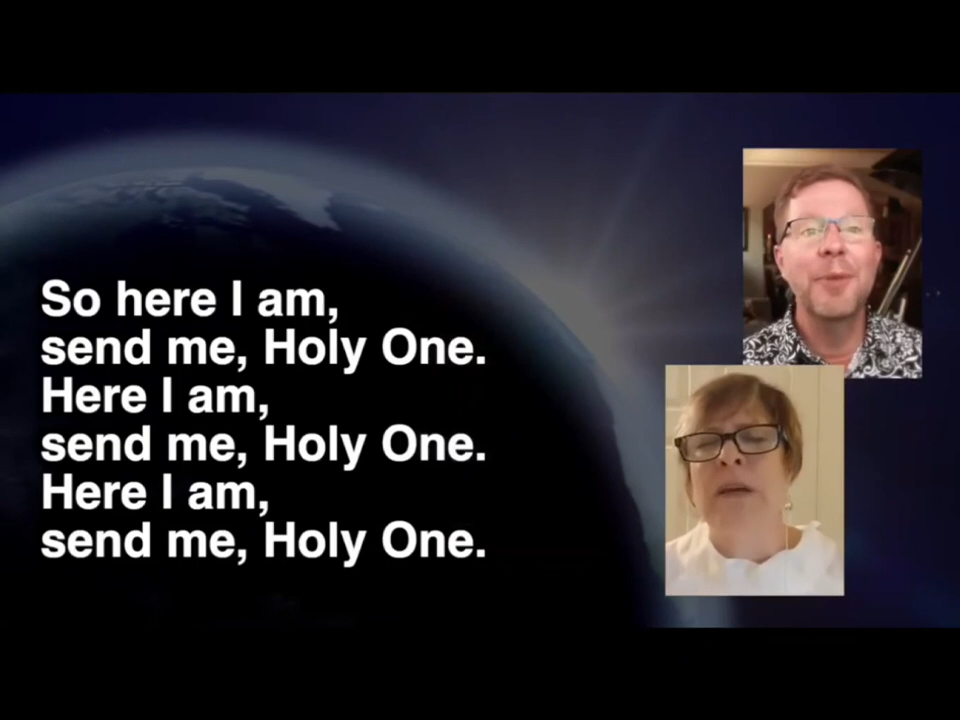 So here I am,
send me, Holy One.
Here I am,
send me, Holy One.
Here I am,
send me, Holy One.